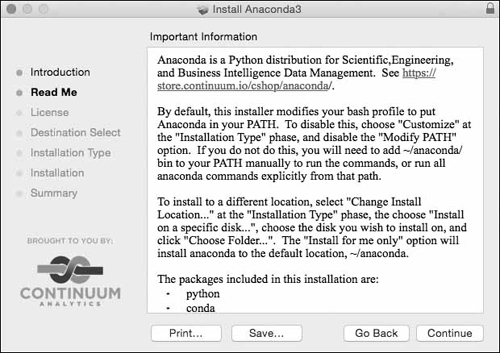 Install Anaconda3
Important Information
Introduction
Read Me
License
Destination Select
Installation Type
Installation
Summary
BROUGHT TO YOU BY:
CONTINUUM
ANALYTICS
Anaconda is a Python distribution for Scientific,Engineering,
and Business Intelligence Data Management. See https://
store.continuum.io/cshop/anaconda/.
By default, this installer modifies your bash profile to put
Anaconda in your PATH. To disable this, choose "Customize" at
the "Installation Type" phase, and disable the "Modify PATH"
option. If you do not do this, you will need to add ~/anaconda/
bin to your PATH manually to run the commands, or run all
anaconda commands explicitly from that path.
To install to a different location, select "Change Install
Location..." at the "Installation Type" phase, the choose "Install
on a specific disk...", choose the disk you wish to install on, and
click "Choose Folder...". The "Install for me only" option will
install anaconda to the default location, ~/anaconda.
The packages included in this installation are:
- python
- conda
Print...
Save...
Go Back
Continue